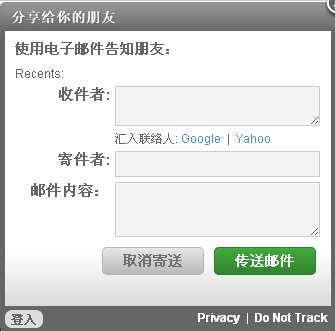 分享给你的朋友
使用电子邮件告知朋友：
Recents:
收件者:
汇入联络人: Google | Yahoo
寄件者:
邮件内容：
取消寄送 传送邮件
登入 Privacy | Do Not Track